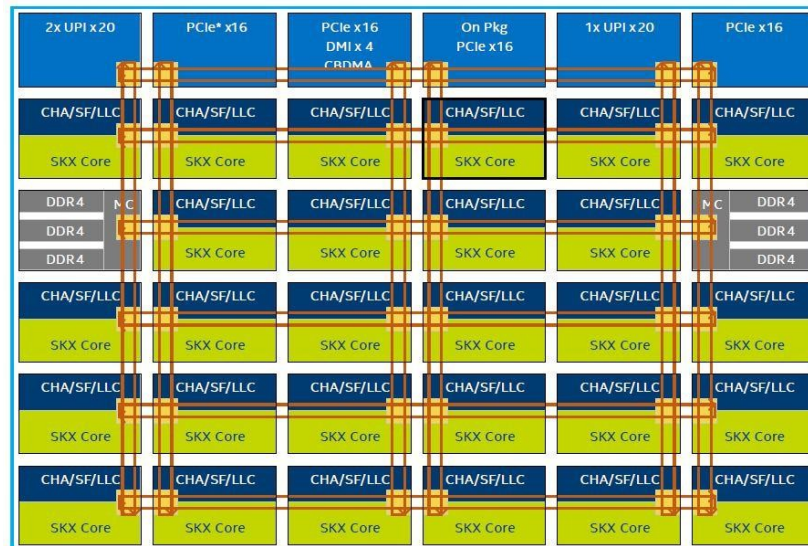 2x UPI x20
PCIe* x16
PCIe x16
DMI x 4
CBDMA
On Pkg
PCIe x16
1x UPI x20
PCIe x16
CHA/SF/LLC
SKX Core
CHA/SF/LLC
SKX Core
CHA/SF/LLC
SKX Core
CHA/SF/LLC
SKX Core
CHA/SF/LLC
SKX Core
CHA/SF/LLC
SKX Core
DDR4
DDR4
DDR4
MC
CHA/SF/LLC
SKX Core
CHA/SF/LLC
SKX Core
CHA/SF/LLC
SKX Core
CHA/SF/LLC
SKX Core
MC
DDR4
DDR4
DDR4
CHA/SF/LLC
SKX Core
CHA/SF/LLC
SKX Core
CHA/SF/LLC
SKX Core
CHA/SF/LLC
SKX Core
CHA/SF/LLC
SKX Core
CHA/SF/LLC
SKX Core
CHA/SF/LLC
SKX Core
CHA/SF/LLC
SKX Core
CHA/SF/LLC
SKX Core
CHA/SF/LLC
SKX Core
CHA/SF/LLC
SKX Core
CHA/SF/LLC
SKX Core
CHA/SF/LLC
SKX Core
CHA/SF/LLC
SKX Core
CHA/SF/LLC
SKX Core
CHA/SF/LLC
SKX Core
CHA/SF/LLC
SKX Core
CHA/SF/LLC
SKX Core